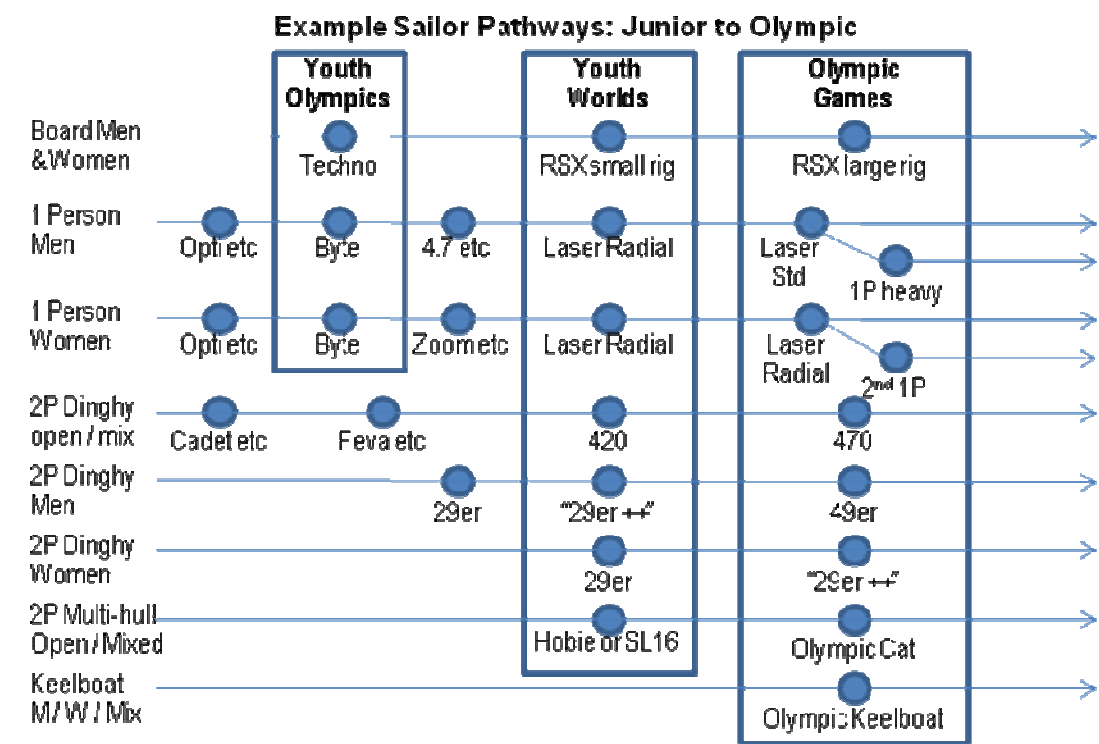 Example Sailor Pathways: Junior to Olympic
Youth
Olympics
Youth
Worlds
Olympic
Games
Board Men
& Women
Techno
RSX small rig
RSX large rig
1 Person
Men
Opti etc
Byte
4.7 etc
Laser Radial
Laser
Std
1P heavy
1 Person
Women
Opti etc
Byte
Zoom etc
Laser Radial
Laser
Radial
2nd 1P
2P Dinghy
open / mix
Cadet etc
Feva etc
420
470
2P Dinghy
Men
29er
"29er ++"
49er
2P Dinghy
Women
29er
"29er ++"
2P Multi-hull
Open / Mixed
Hobie or SL16
Olympic Cat
Keelboat
M / W / Mix
Olympic Keelboat